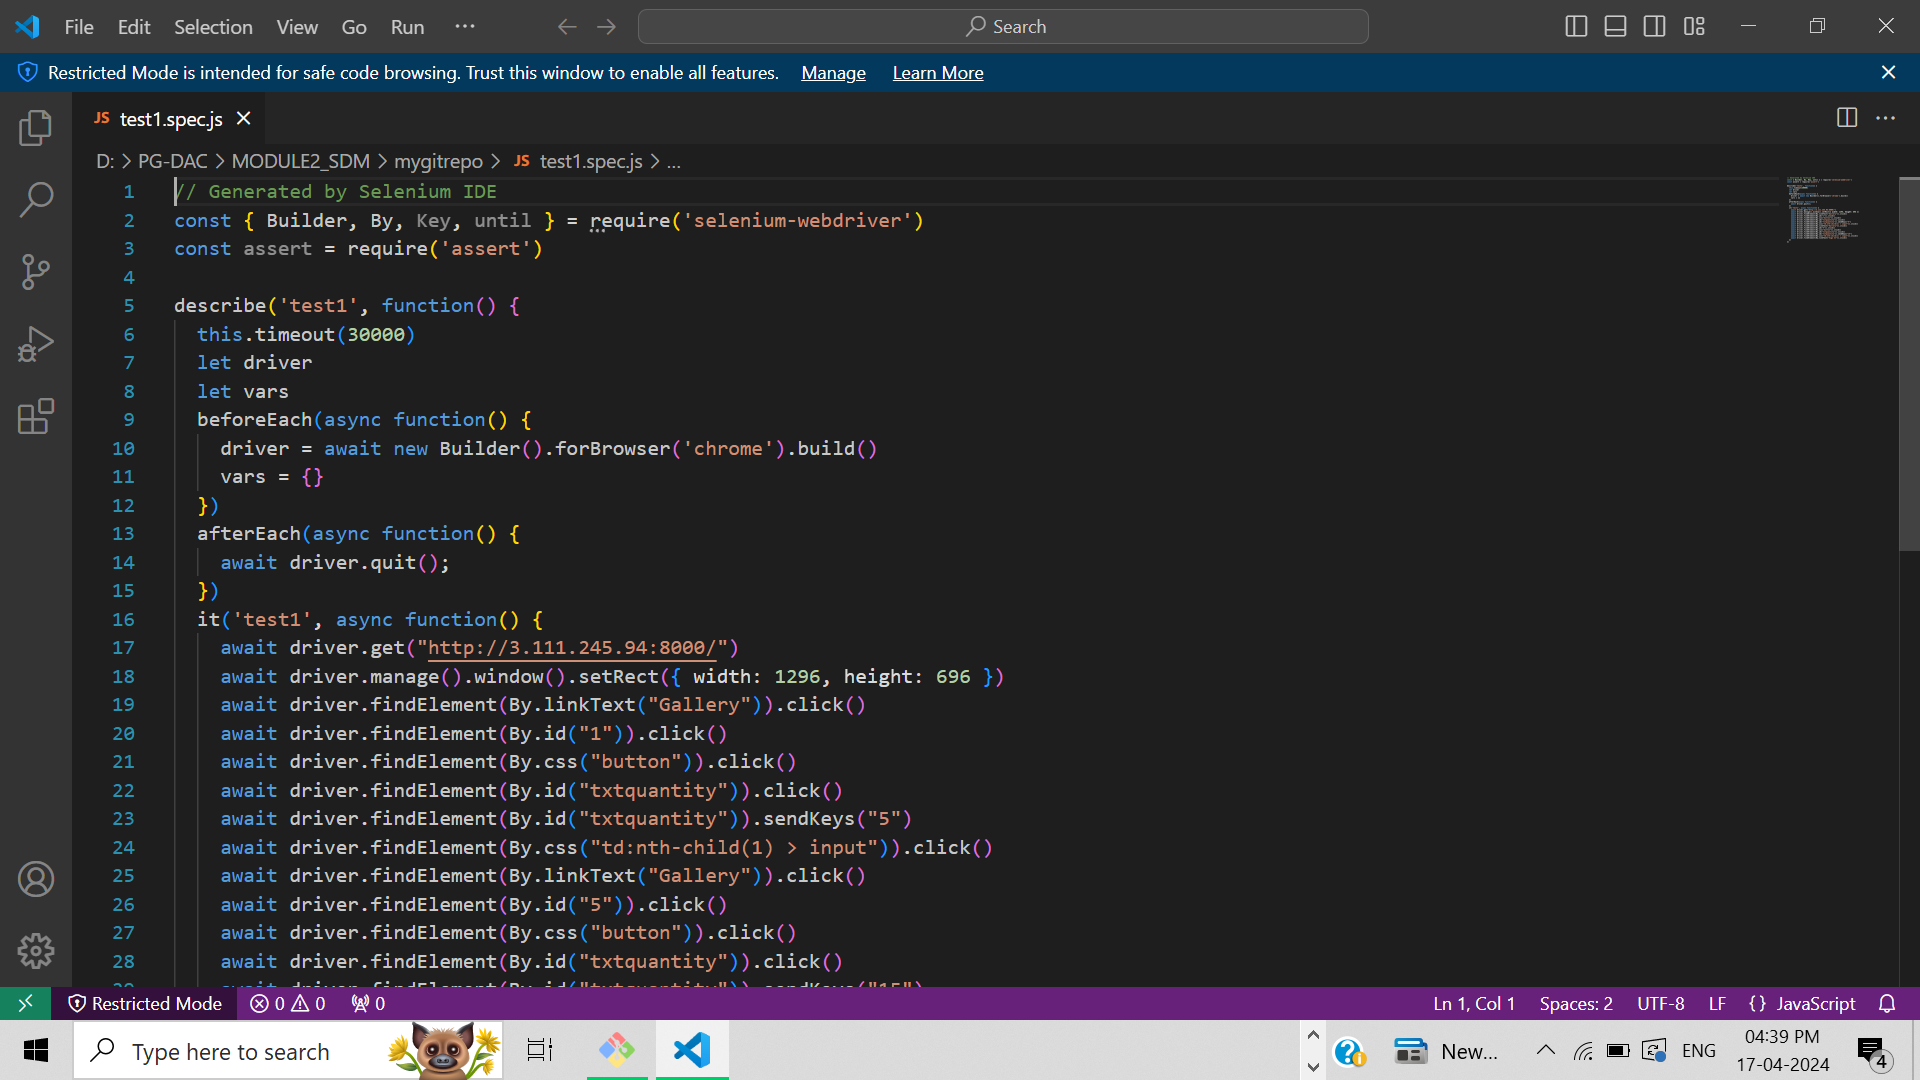 File Edit Selection View Go Run ··· Search
Restricted Mode is intended for safe code browsing. Trust this window to enable all features. Manage Learn More
JS test1.spec.js
D: > PG-DAC > MODULE2_SDM > mygitrepo > JS test1.spec.js > ...
1 // Generated by Selenium IDE
2 const { Builder, By, Key, until } = require('selenium-webdriver')
3 const assert = require('assert')
4
5 describe('test1', function() {
6   this.timeout(30000)
7   let driver
8   let vars
9   beforeEach(async function() {
10     driver = await new Builder().forBrowser('chrome').build()
11     vars = {}
12   })
13   afterEach(async function() {
14     await driver.quit();
15   })
16   it('test1', async function() {
17     await driver.get("http://3.111.245.94:8000/")
18     await driver.manage().window().setRect({ width: 1296, height: 696 })
19     await driver.findElement(By.linkText("Gallery")).click()
20     await driver.findElement(By.id("1")).click()
21     await driver.findElement(By.css("button")).click()
22     await driver.findElement(By.id("txtquantity")).click()
23     await driver.findElement(By.id("txtquantity")).sendKeys("5")
24     await driver.findElement(By.css("td:nth-child(1) > input")).click()
25     await driver.findElement(By.linkText("Gallery")).click()
26     await driver.findElement(By.id("5")).click()
27     await driver.findElement(By.css("button")).click()
28     await driver.findElement(By.id("txtquantity")).click()
Restricted Mode 0 0 0 Ln 1, Col 1 Spaces: 2 UTF-8 LF {} JavaScript
Type here to search New... ENG 04:39 PM
17-04-2024 4